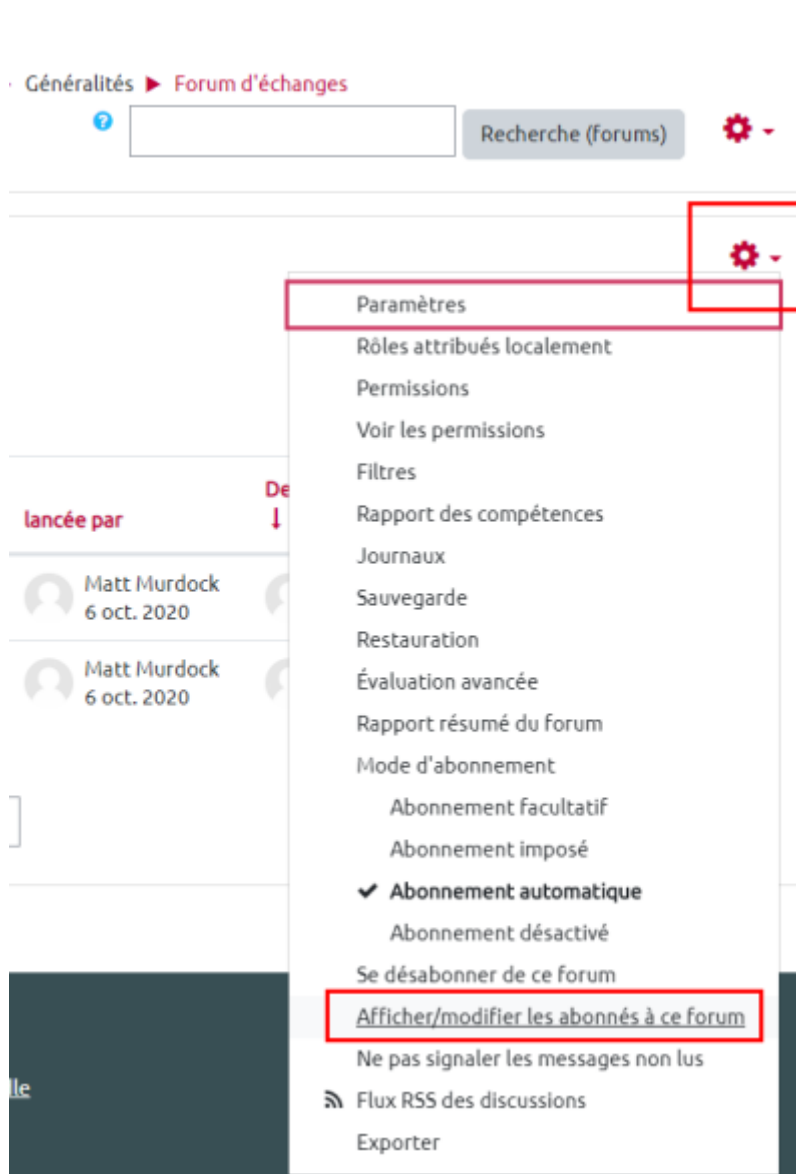 Généralités ▶ Forum d'échanges
Recherche (forums)
Paramètres
Rôles attribués localement
Permissions
Voir les permissions
Filtres
Rapport des compétences
Journaux
Sauvegarde
Restauration
Évaluation avancée
Rapport résumé du forum
Mode d'abonnement
Abonnement facultatif
Abonnement imposé
✔ Abonnement automatique
Abonnement désactivé
Se désabonner de ce forum
Afficher/modifier les abonnés à ce forum
Ne pas signaler les messages non lus
Flux RSS des discussions
Exporter
De
lancée par ↓
Matt Murdock
6 oct. 2020
Matt Murdock
6 oct. 2020
lle